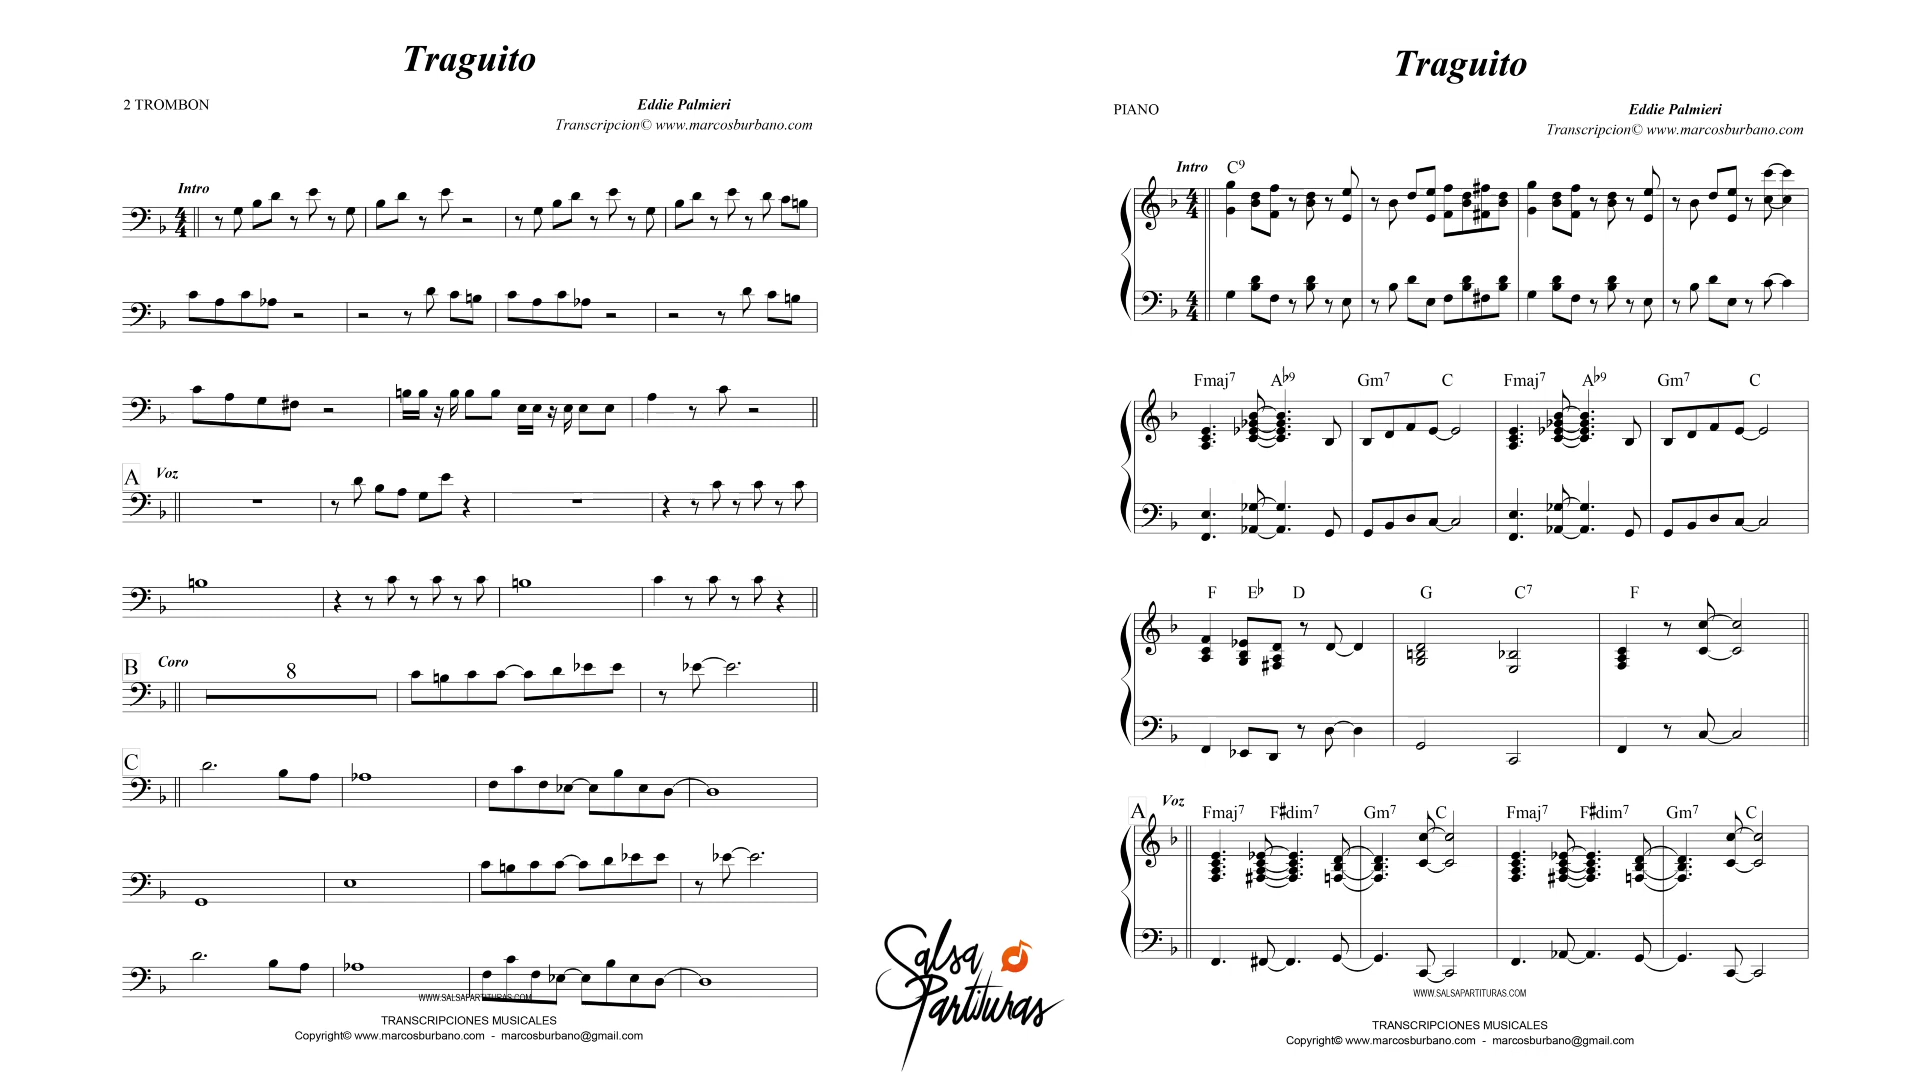 Traguito
2 TROMBON
Eddie Palmieri
Transcripcion© www.marcosburbano.com
Intro
A
Voz
B
Coro
8
C
WWW.SALSAPARTITURAS.COM
TRANSCRIPCIONES MUSICALES
Copyright© www.marcosburbano.com - marcosburbano@gmail.com
Salsa
Partituras
Traguito
PIANO
Eddie Palmieri
Transcripcion© www.marcosburbano.com
Intro C9
Fmaj7 A♭9 Gm7 C Fmaj7 A♭9 Gm7 C
F E♭ D G C7 F
A Voz
Fmaj7 F#dim7 Gm7 C Fmaj7 F#dim7 Gm7 C
WWW.SALSAPARTITURAS.COM
TRANSCRIPCIONES MUSICALES
Copyright© www.marcosburbano.com - marcosburbano@gmail.com